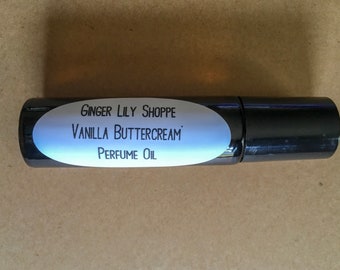 Ginger Lily Shoppe
Vanilla Buttercream
Perfume Oil